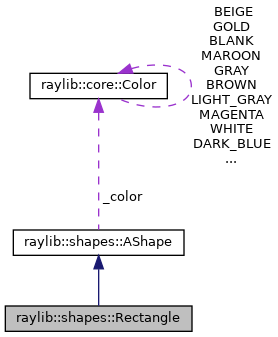 BEIGE
GOLD
BLANK
MAROON
GRAY
BROWN
LIGHT_GRAY
MAGENTA
WHITE
DARK_BLUE
...
raylib::core::Color
_color
raylib::shapes::AShape
raylib::shapes::Rectangle